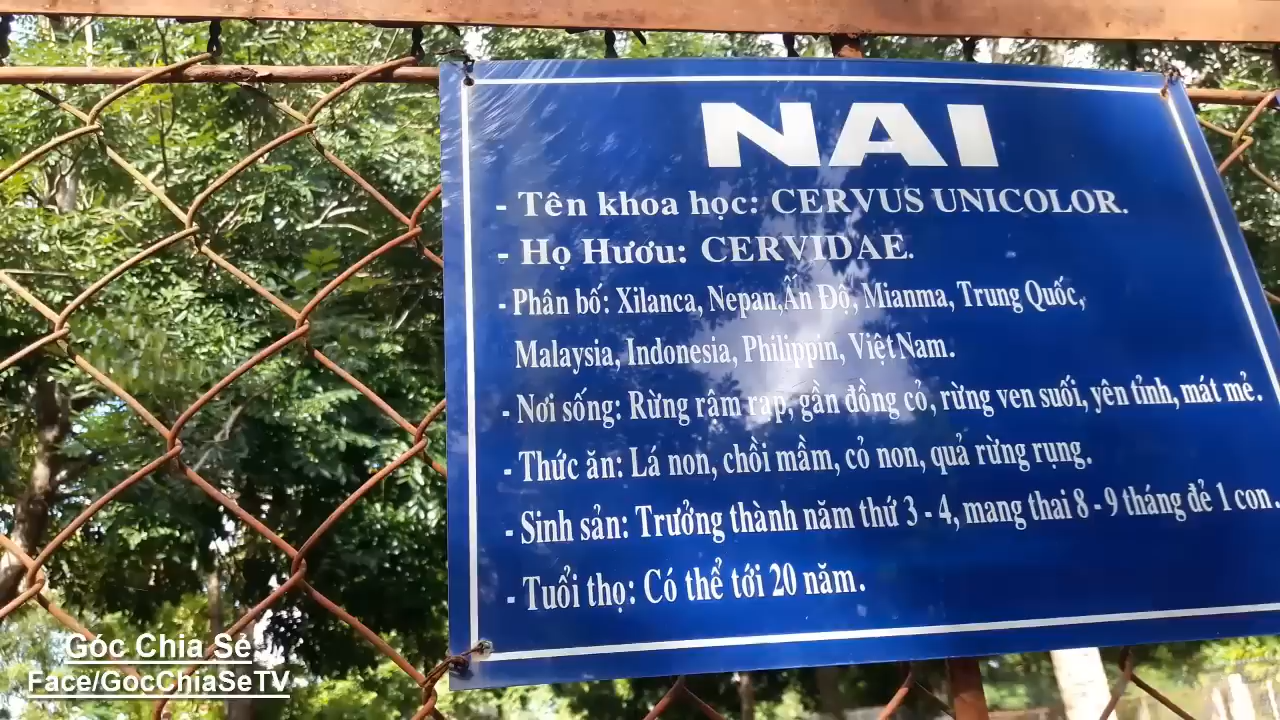 NAI
- Tên khoa học: CERVUS UNICOLOR.
- Họ Hươu: CERVIDAE.
- Phân bố: Xilanca, Nepan,Ấn Độ, Mianma, Trung Quốc,
Malaysia, Indonesia, Philippin, Việt Nam.
- Nơi sống: Rừng râm rạp, gần đồng cỏ, rừng ven suối, yên tỉnh, mát mẻ.
- Thức ăn: Lá non, chồi mầm, cỏ non, quả rừng rụng.
- Sinh sản: Trưởng thành năm thứ 3 - 4, mang thai 8 - 9 tháng đẻ 1 con.
- Tuổi thọ: Có thể tới 20 năm.
Góc Chia Sẻ
Face/GocChiaSeTV